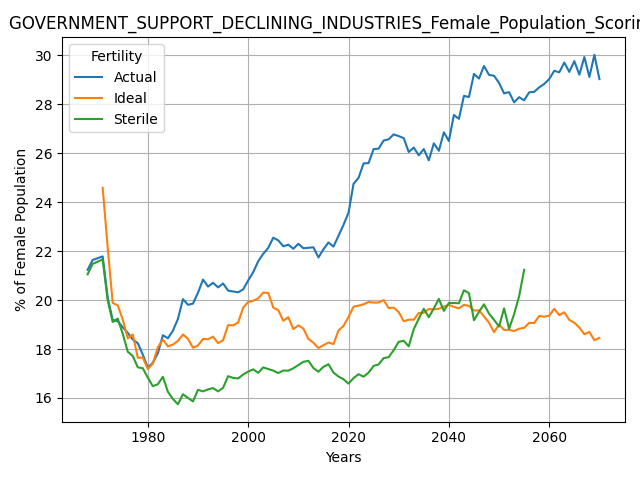 GOVERNMENT_SUPPORT_DECLINING_INDUSTRIES_Female_Population_Scorin
Fertility
Actual
Ideal
Sterile
30
28
26
24
22
20
18
16
% of Female Population
1980
2000
2020
2040
2060
Years